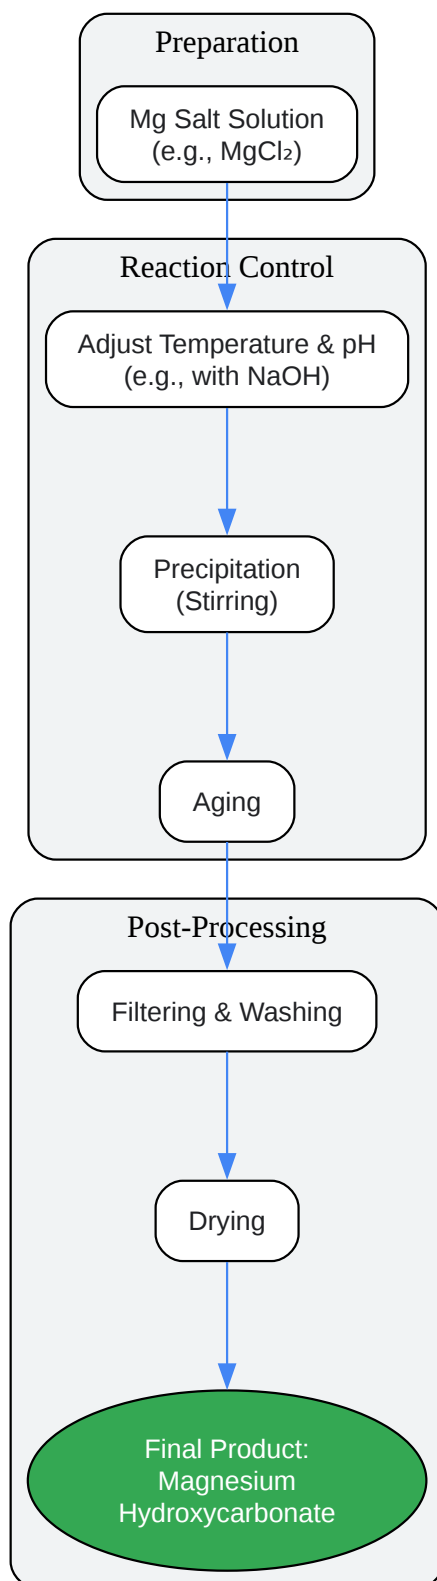 Preparation
Mg Salt Solution
(e.g., MgCl₂)
Reaction Control
Adjust Temperature & pH
(e.g., with NaOH)
Precipitation
(Stirring)
Aging
Post-Processing
Filtering & Washing
Drying
Final Product:
Magnesium
Hydroxycarbonate